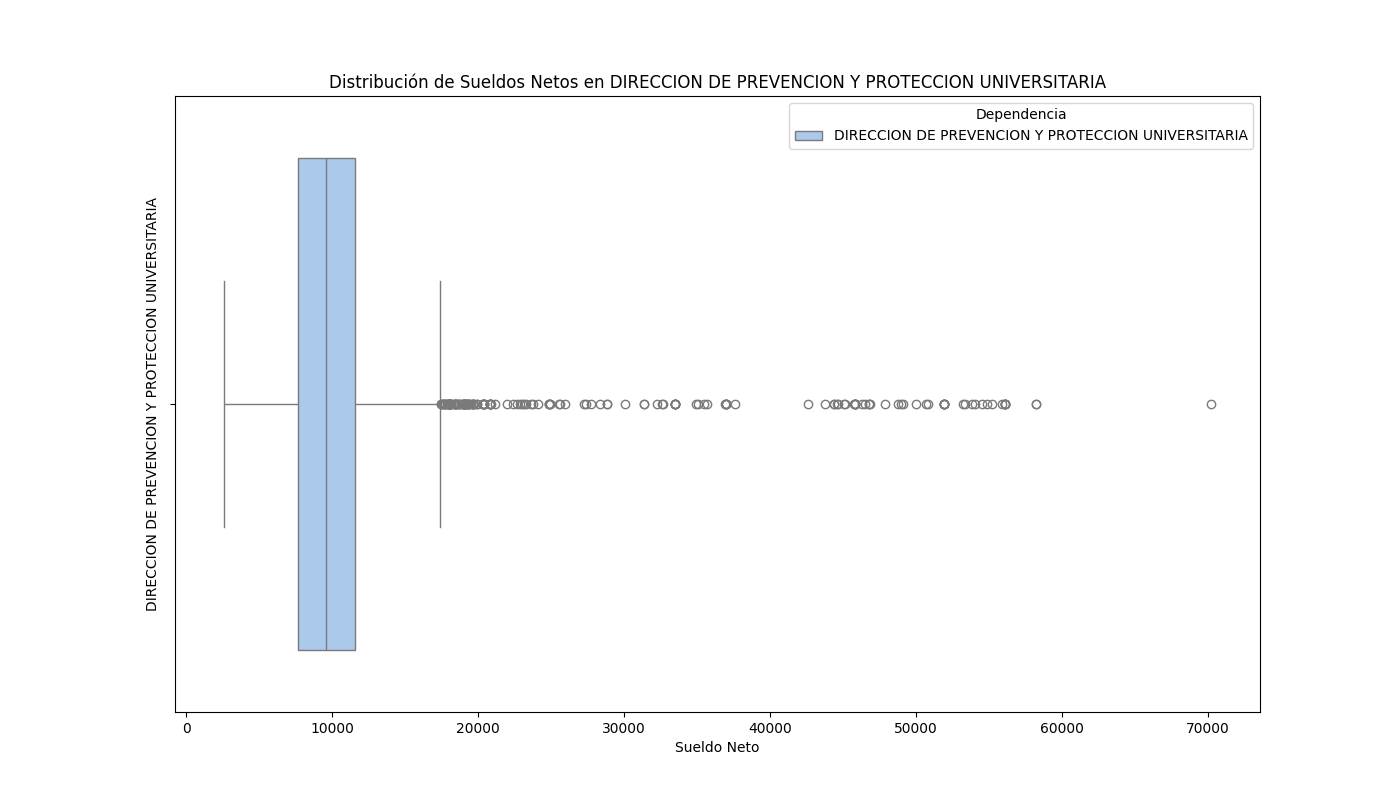 Distribución de Sueldos Netos en DIRECCION DE PREVENCION Y PROTECCION UNIVERSITARIA
Dependencia
DIRECCION DE PREVENCION Y PROTECCION UNIVERSITARIA
DIRECCION DE PREVENCION Y PROTECCION UNIVERSITARIA
0 10000 20000 30000 40000 50000 60000 70000
Sueldo Neto